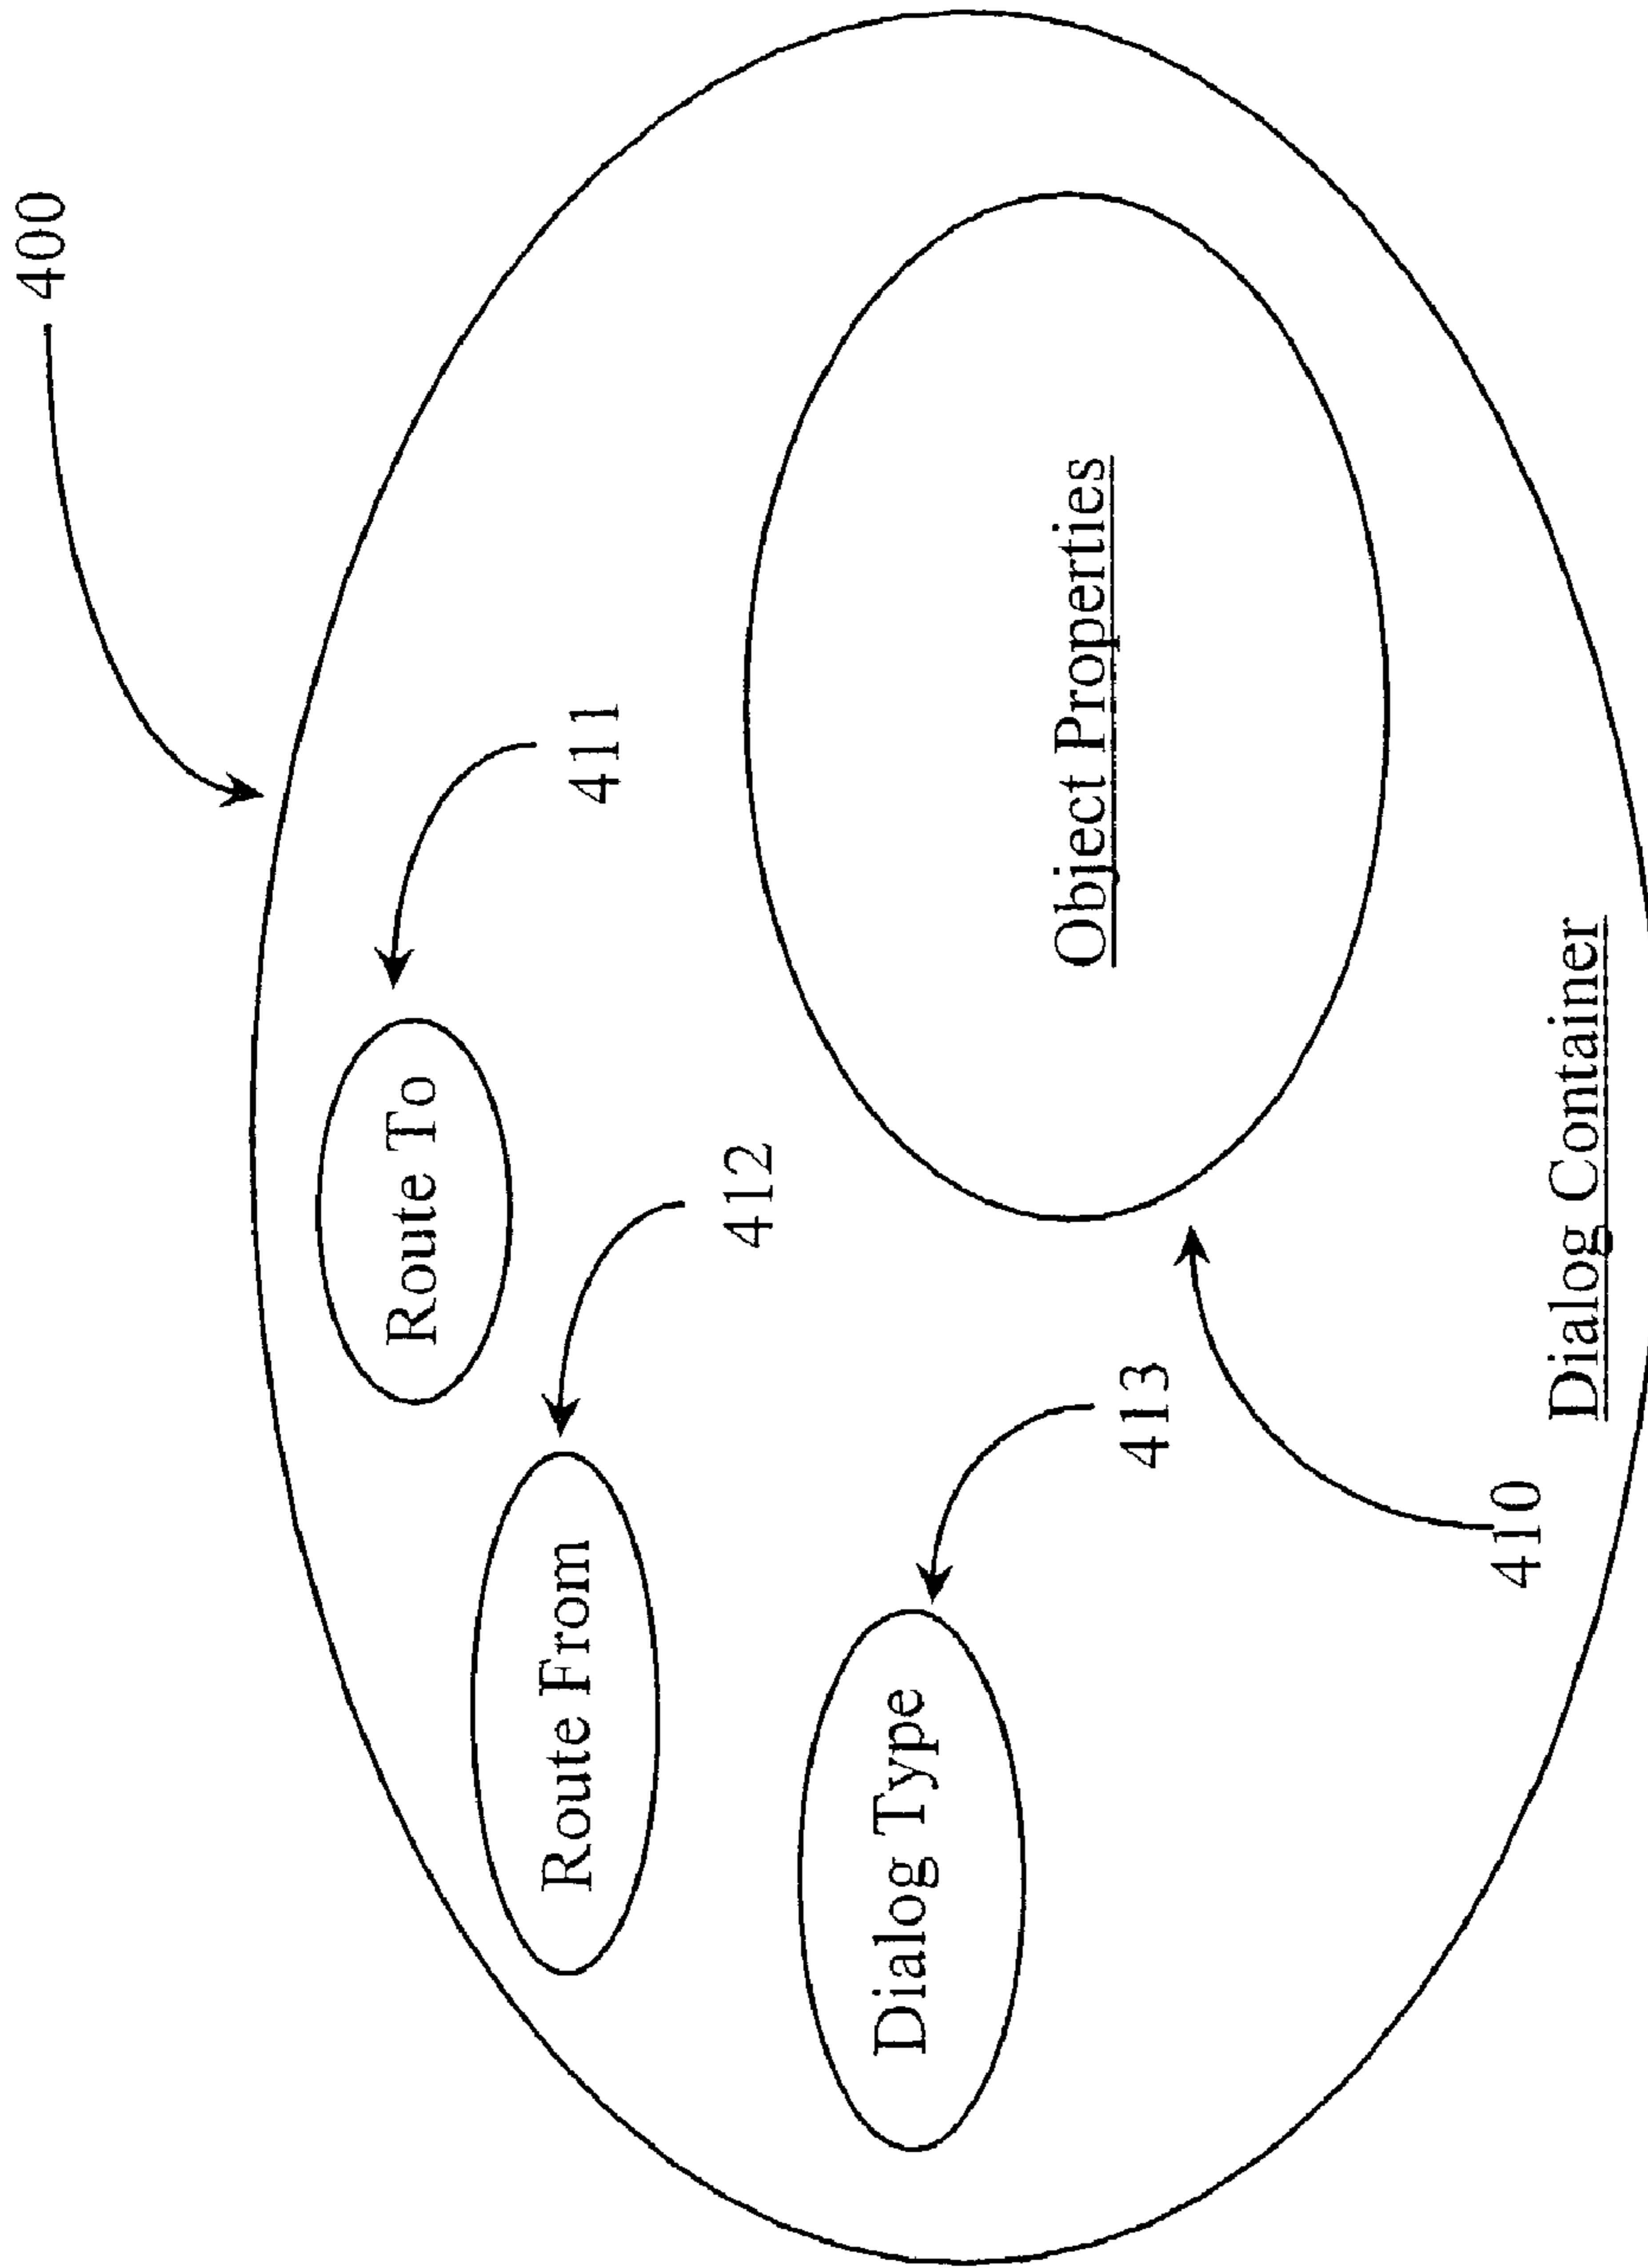 400
Route To
411
Route From
412
Dialog Type
413
Object Properties
410
Dialog Container